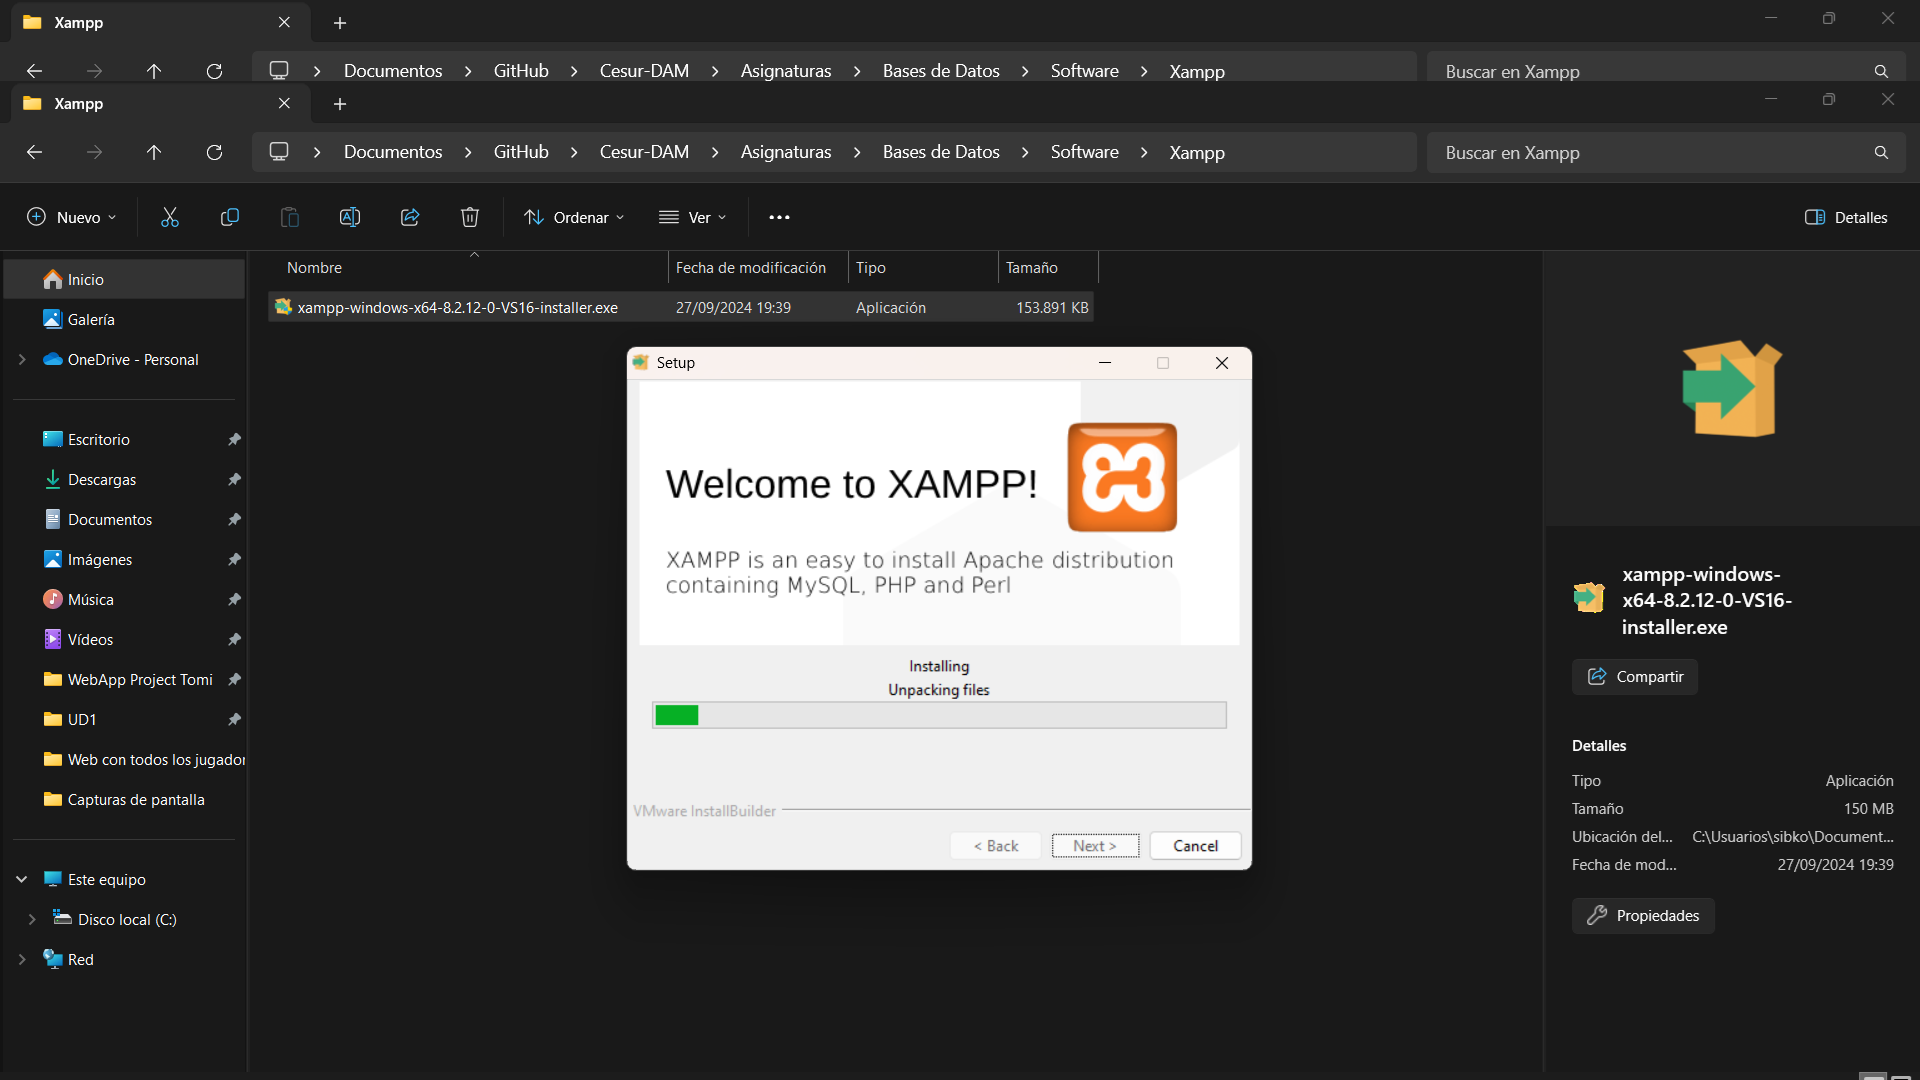 Xampp
Documentos > GitHub > Cesur-DAM > Asignaturas > Bases de Datos > Software > Xampp
Buscar en Xampp
Xampp
Documentos > GitHub > Cesur-DAM > Asignaturas > Bases de Datos > Software > Xampp
Buscar en Xampp
Nuevo
Ordenar
Ver
Detalles
Inicio
Galería
OneDrive - Personal
Escritorio
Descargas
Documentos
Imágenes
Música
Vídeos
WebApp Project Tomi
UD1
Web con todos los jugador
Capturas de pantalla
Este equipo
Disco local (C:)
Red
Nombre Fecha de modificación Tipo Tamaño
xampp-windows-x64-8.2.12-0-VS16-installer.exe 27/09/2024 19:39 Aplicación 153.891 KB
Setup
Welcome to XAMPP!
XAMPP is an easy to install Apache distribution
containing MySQL, PHP and Perl
Installing
Unpacking files
VMware InstallBuilder
< Back
Next >
Cancel
xampp-windows-
x64-8.2.12-0-VS16-
installer.exe
Compartir
Detalles
Tipo Aplicación
Tamaño 150 MB
Ubicación del... C:\Usuarios\sibko\Document...
Fecha de mod... 27/09/2024 19:39
Propiedades